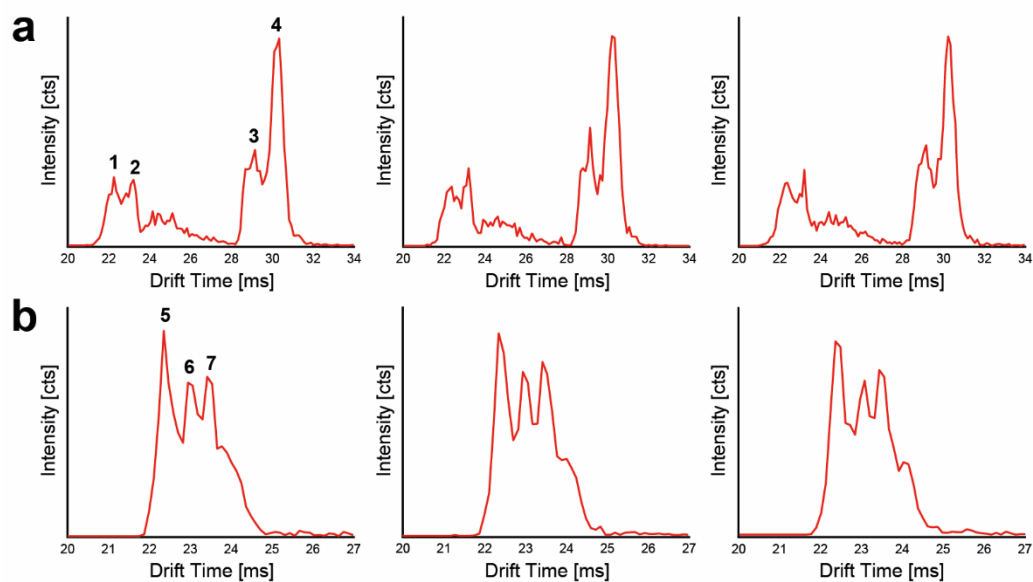 a
4
3
1 2
Intensity [cts] Intensity [cts] Intensity [cts]
20 22 24 26 28 30 32 34 20 22 24 26 28 30 32 34 20 22 24 26 28 30 32 34
Drift Time [ms] Drift Time [ms] Drift Time [ms]
b
5
6 7
Intensity [cts] Intensity [cts] Intensity [cts]
20 21 22 23 24 25 26 27 20 21 22 23 24 25 26 27 20 21 22 23 24 25 26 27
Drift Time [ms] Drift Time [ms] Drift Time [ms]